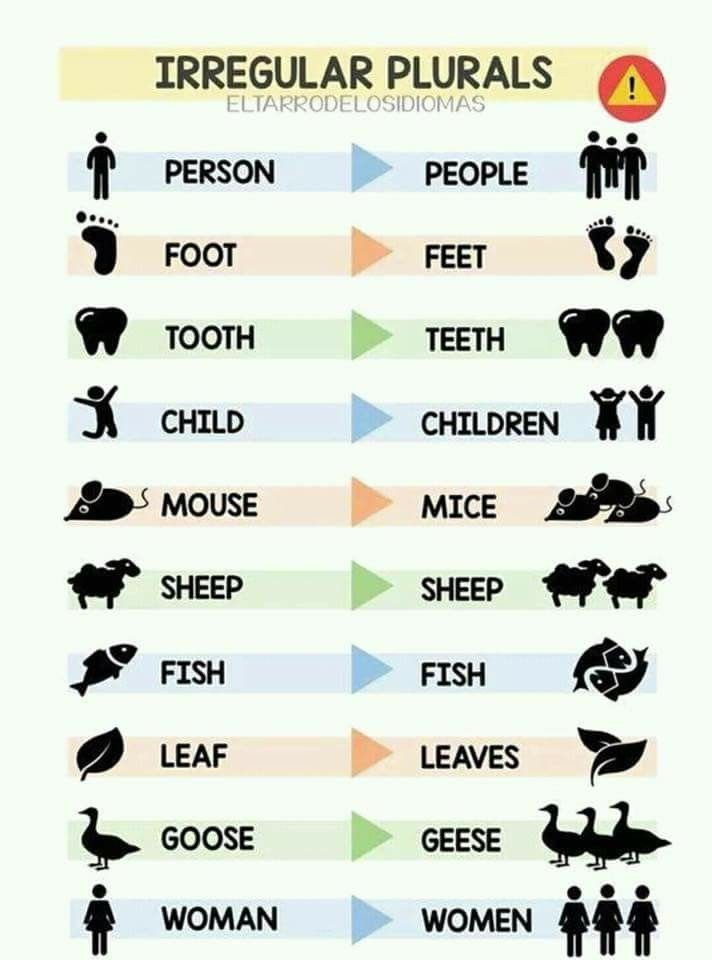 IRREGULAR PLURALS
ELTARRODELOSIDIOMAS
PERSON PEOPLE
FOOT FEET
TOOTH TEETH
CHILD CHILDREN
MOUSE MICE
SHEEP SHEEP
FISH FISH
LEAF LEAVES
GOOSE GEESE
WOMAN WOMEN